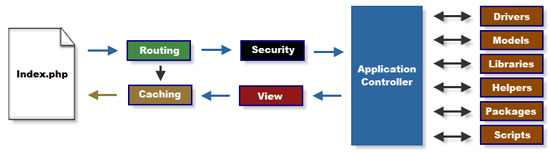 Index.php
Routing
Security
Caching
View
Application
Controller
Drivers
Models
Libraries
Helpers
Packages
Scripts